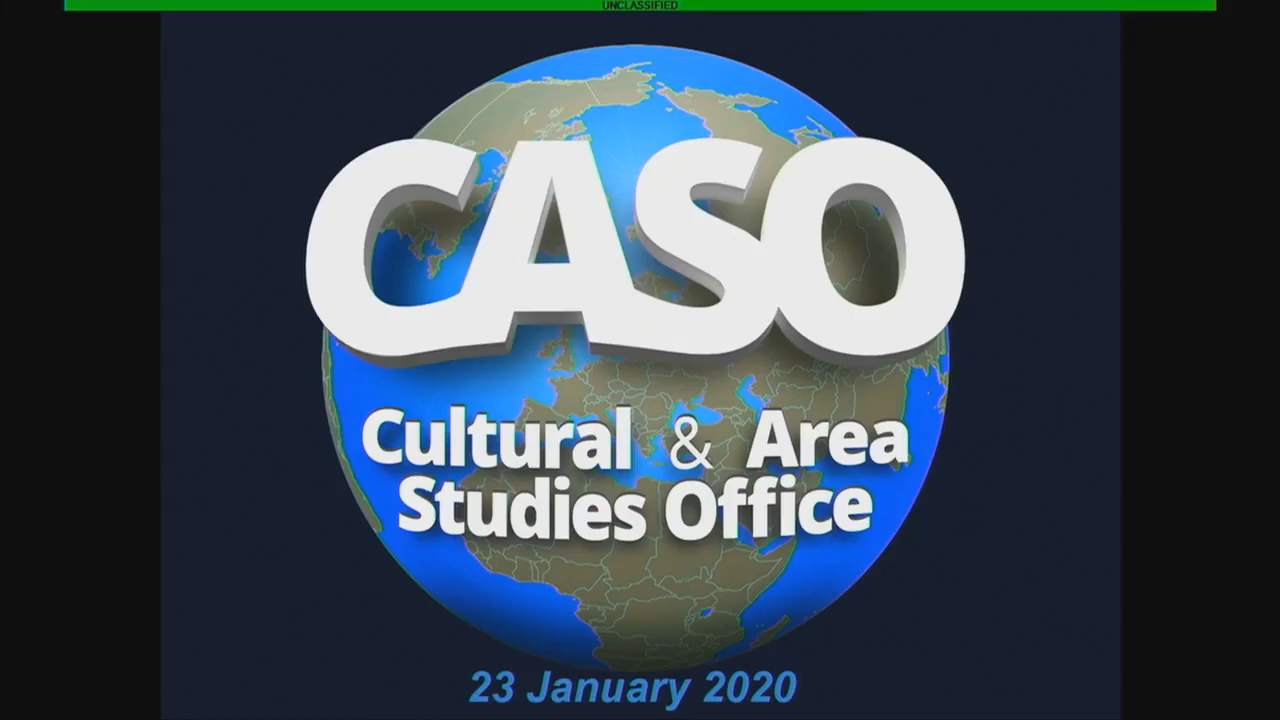 UNCLASSIFIED
CASO
Cultural & Area
Studies Office
23 January 2020